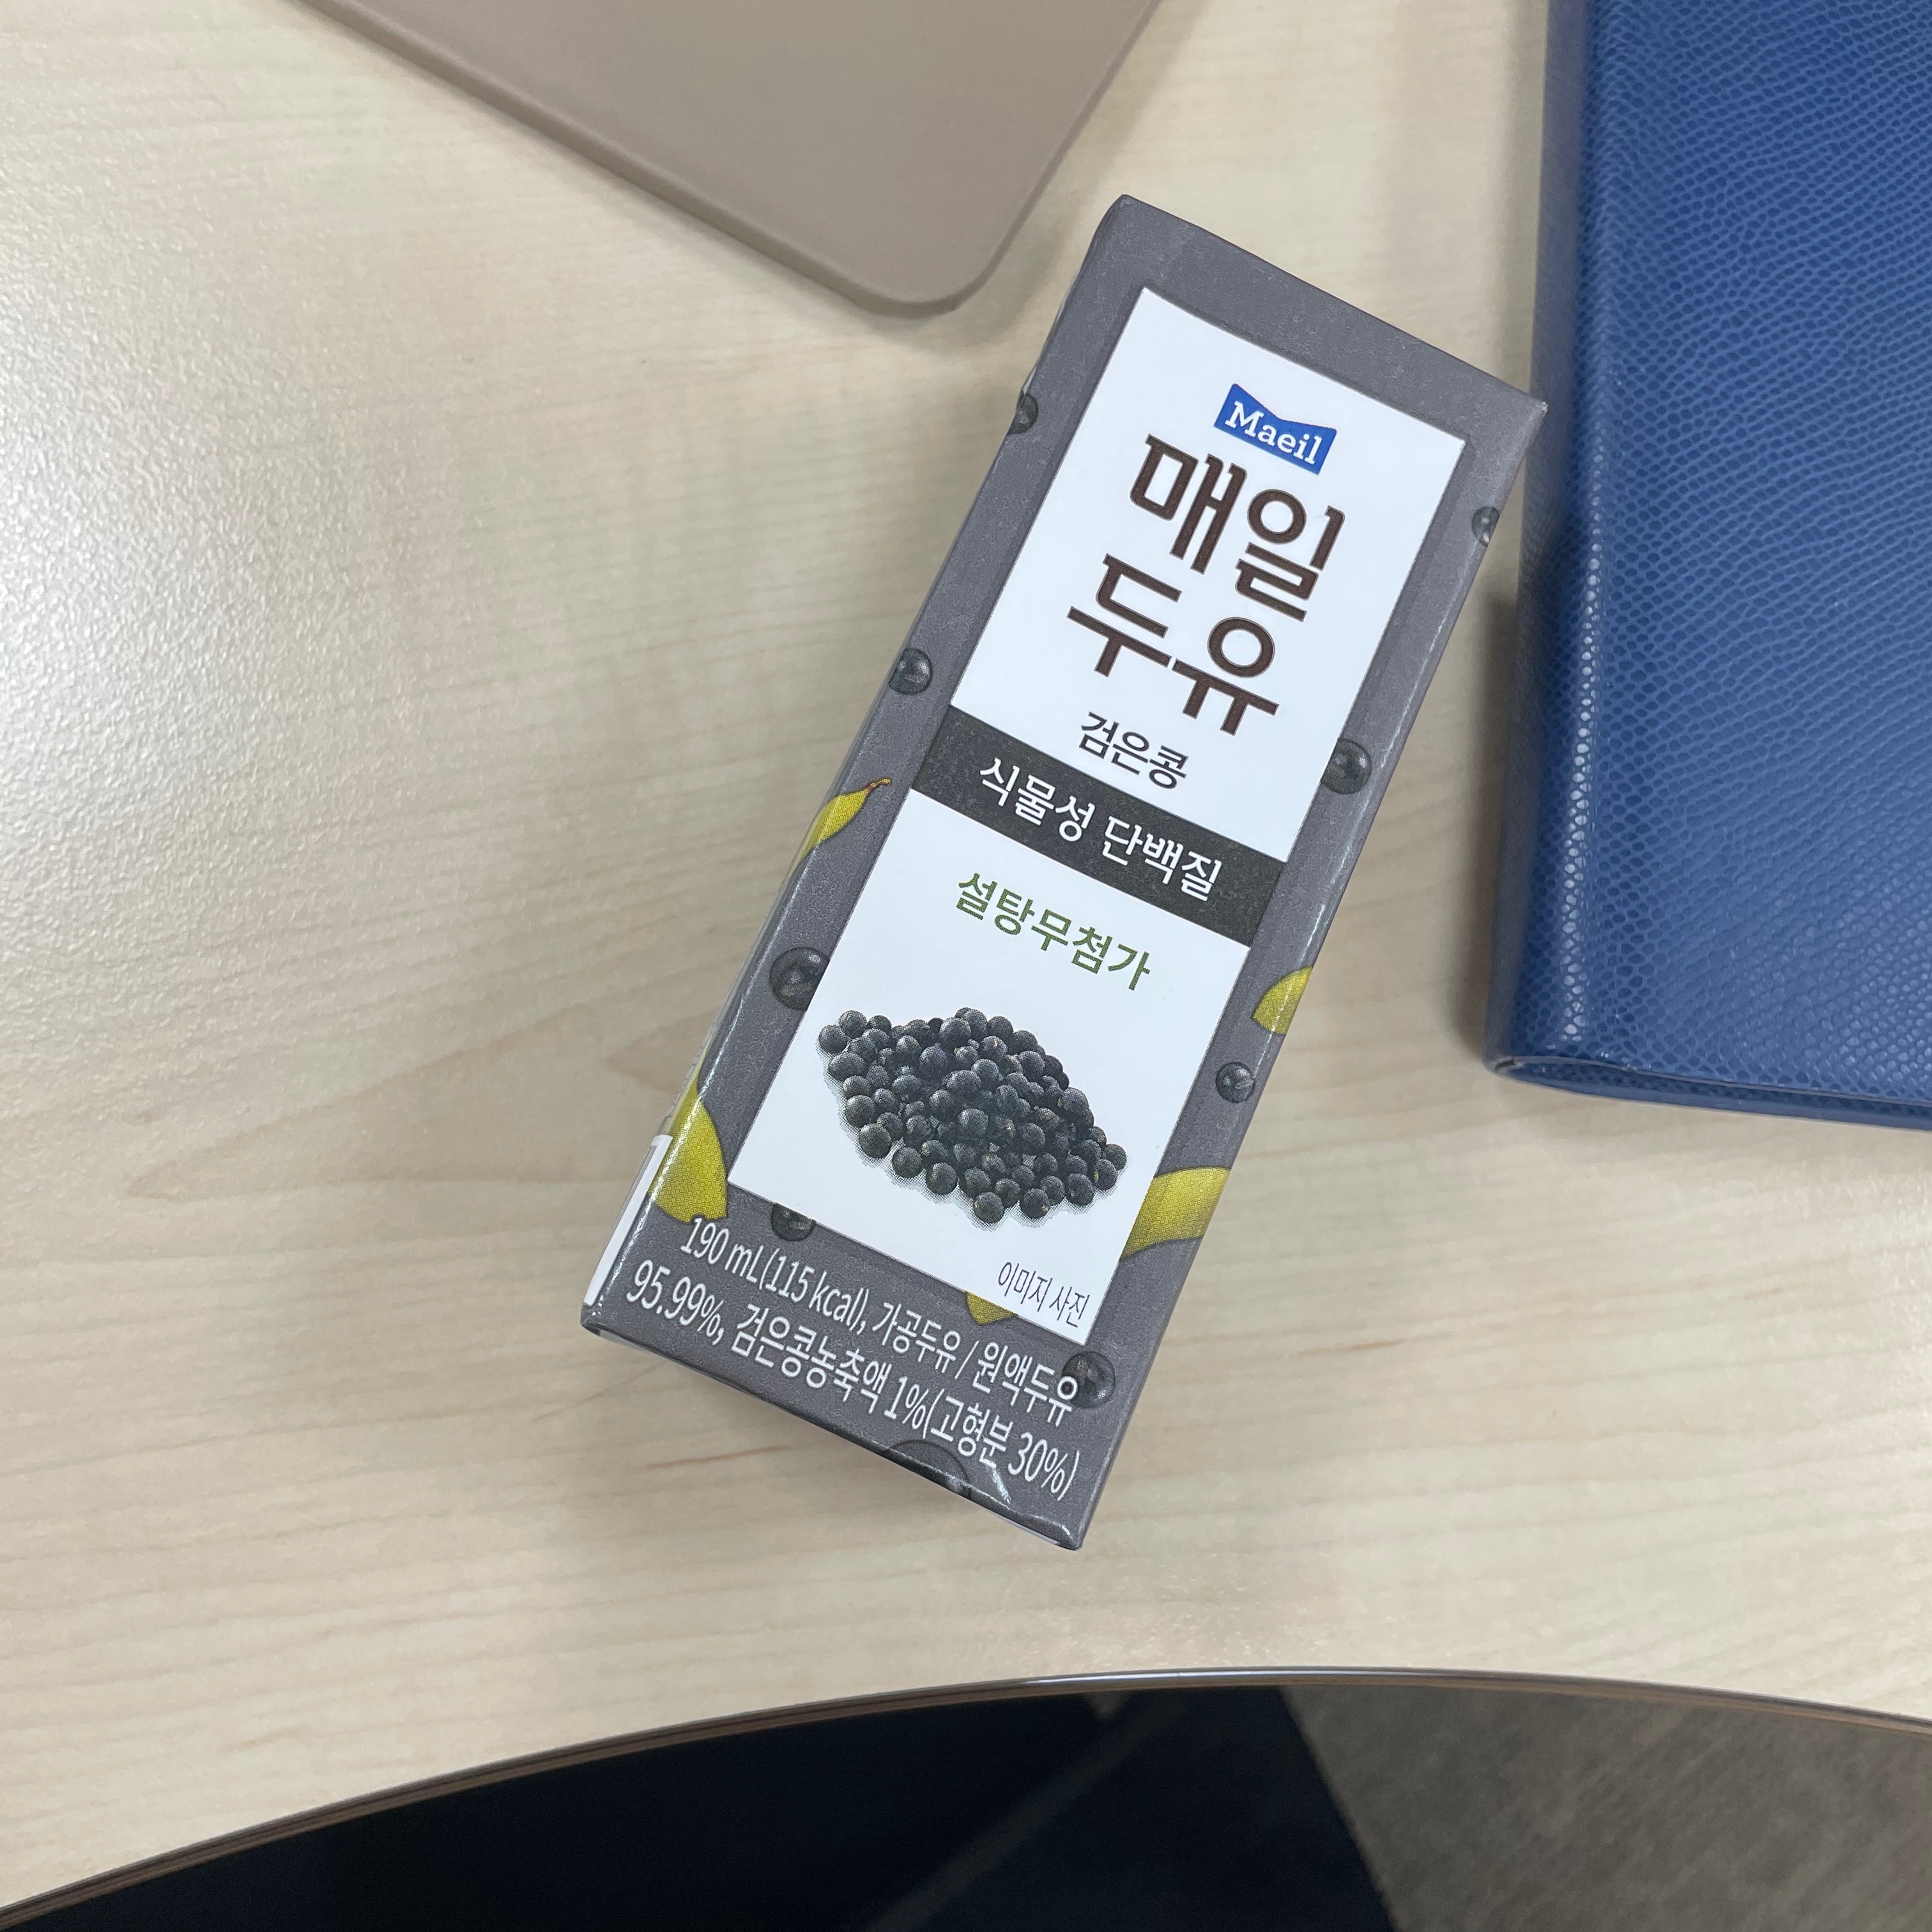 Maeil
매일
두유
검은콩
식물성 단백질
설탕무첨가
이미지 사진
190 mL(115 kcal), 가공두유 / 원액두유
95.99%, 검은콩농축액 1%(고형분 30%)